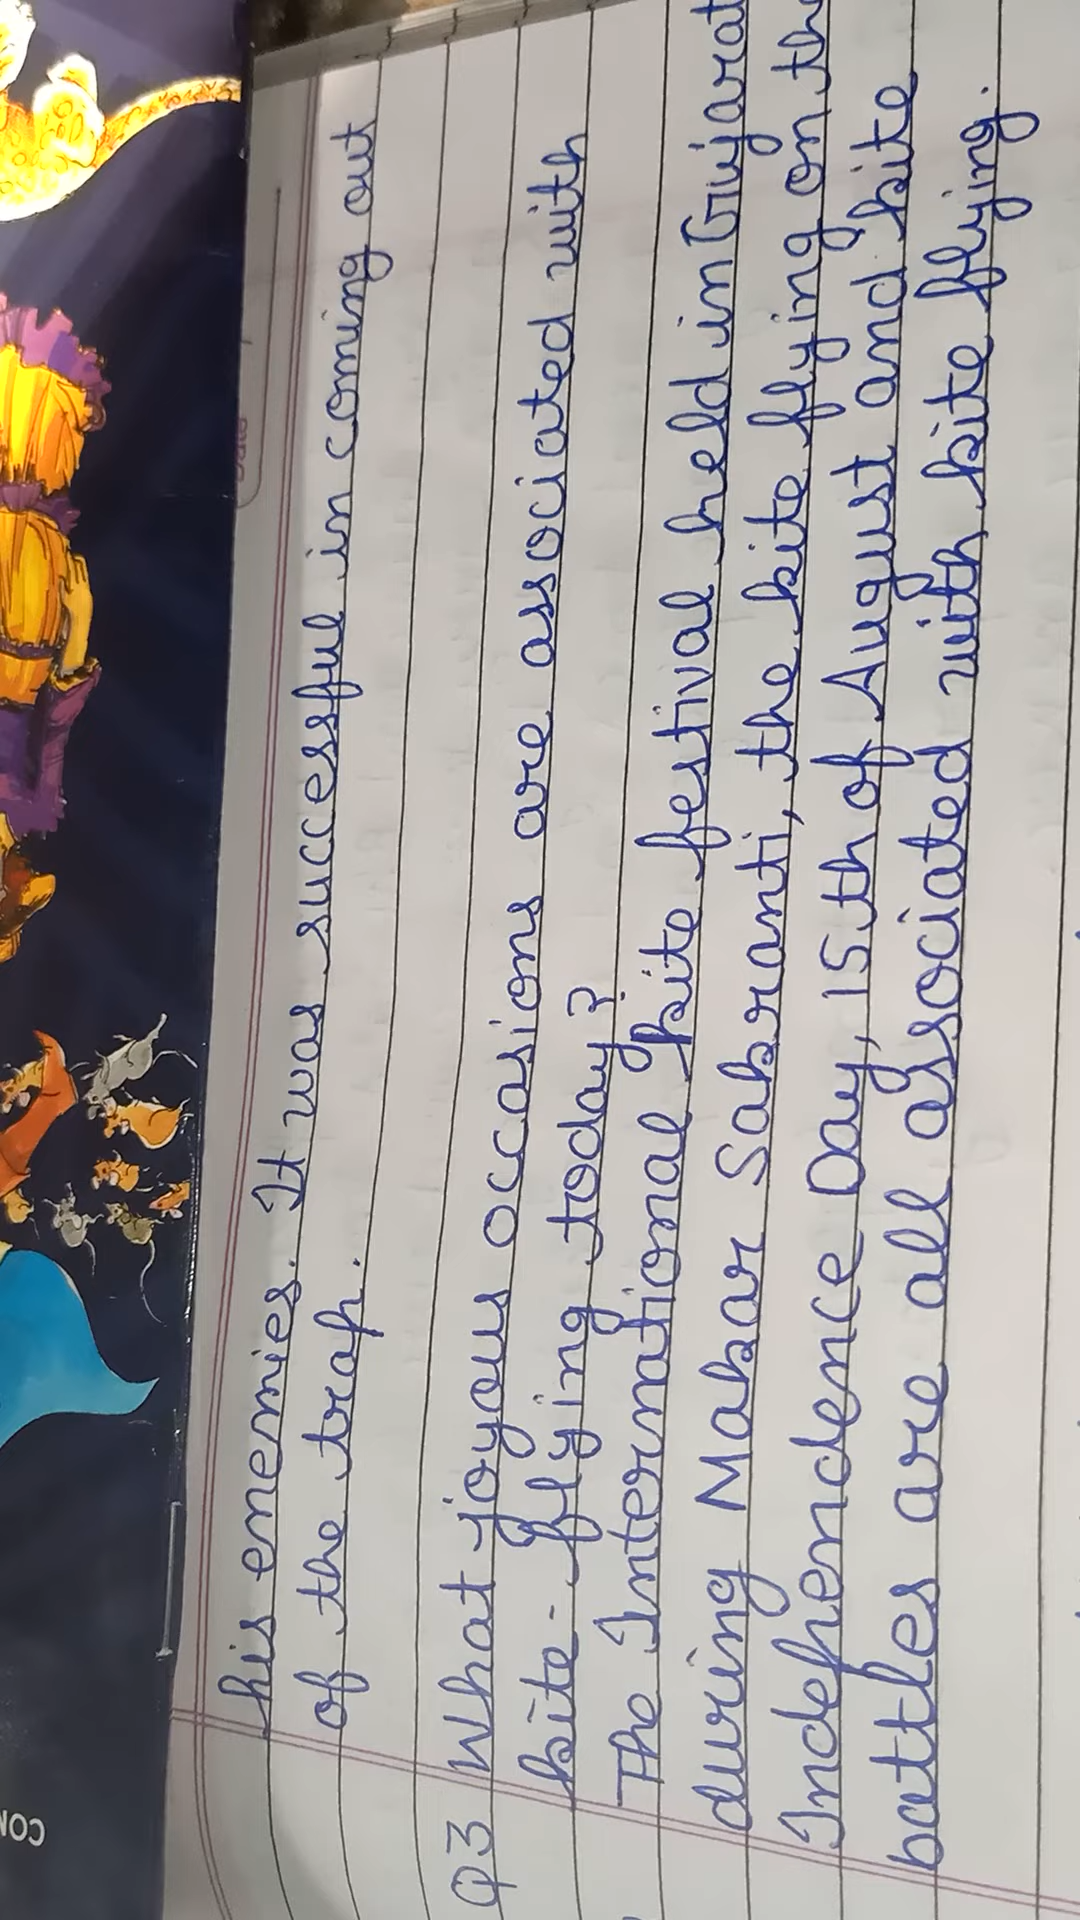 his enemies. It was successful in coming out
of the trap.
Q3 What joyous occasions are associated with
kite-flying today?
The International kite festival held in Gujarat
during Makar Sakranti, the kite flying on the
Independence Day, 15th of August and kite
battles are all associated with kite flying.